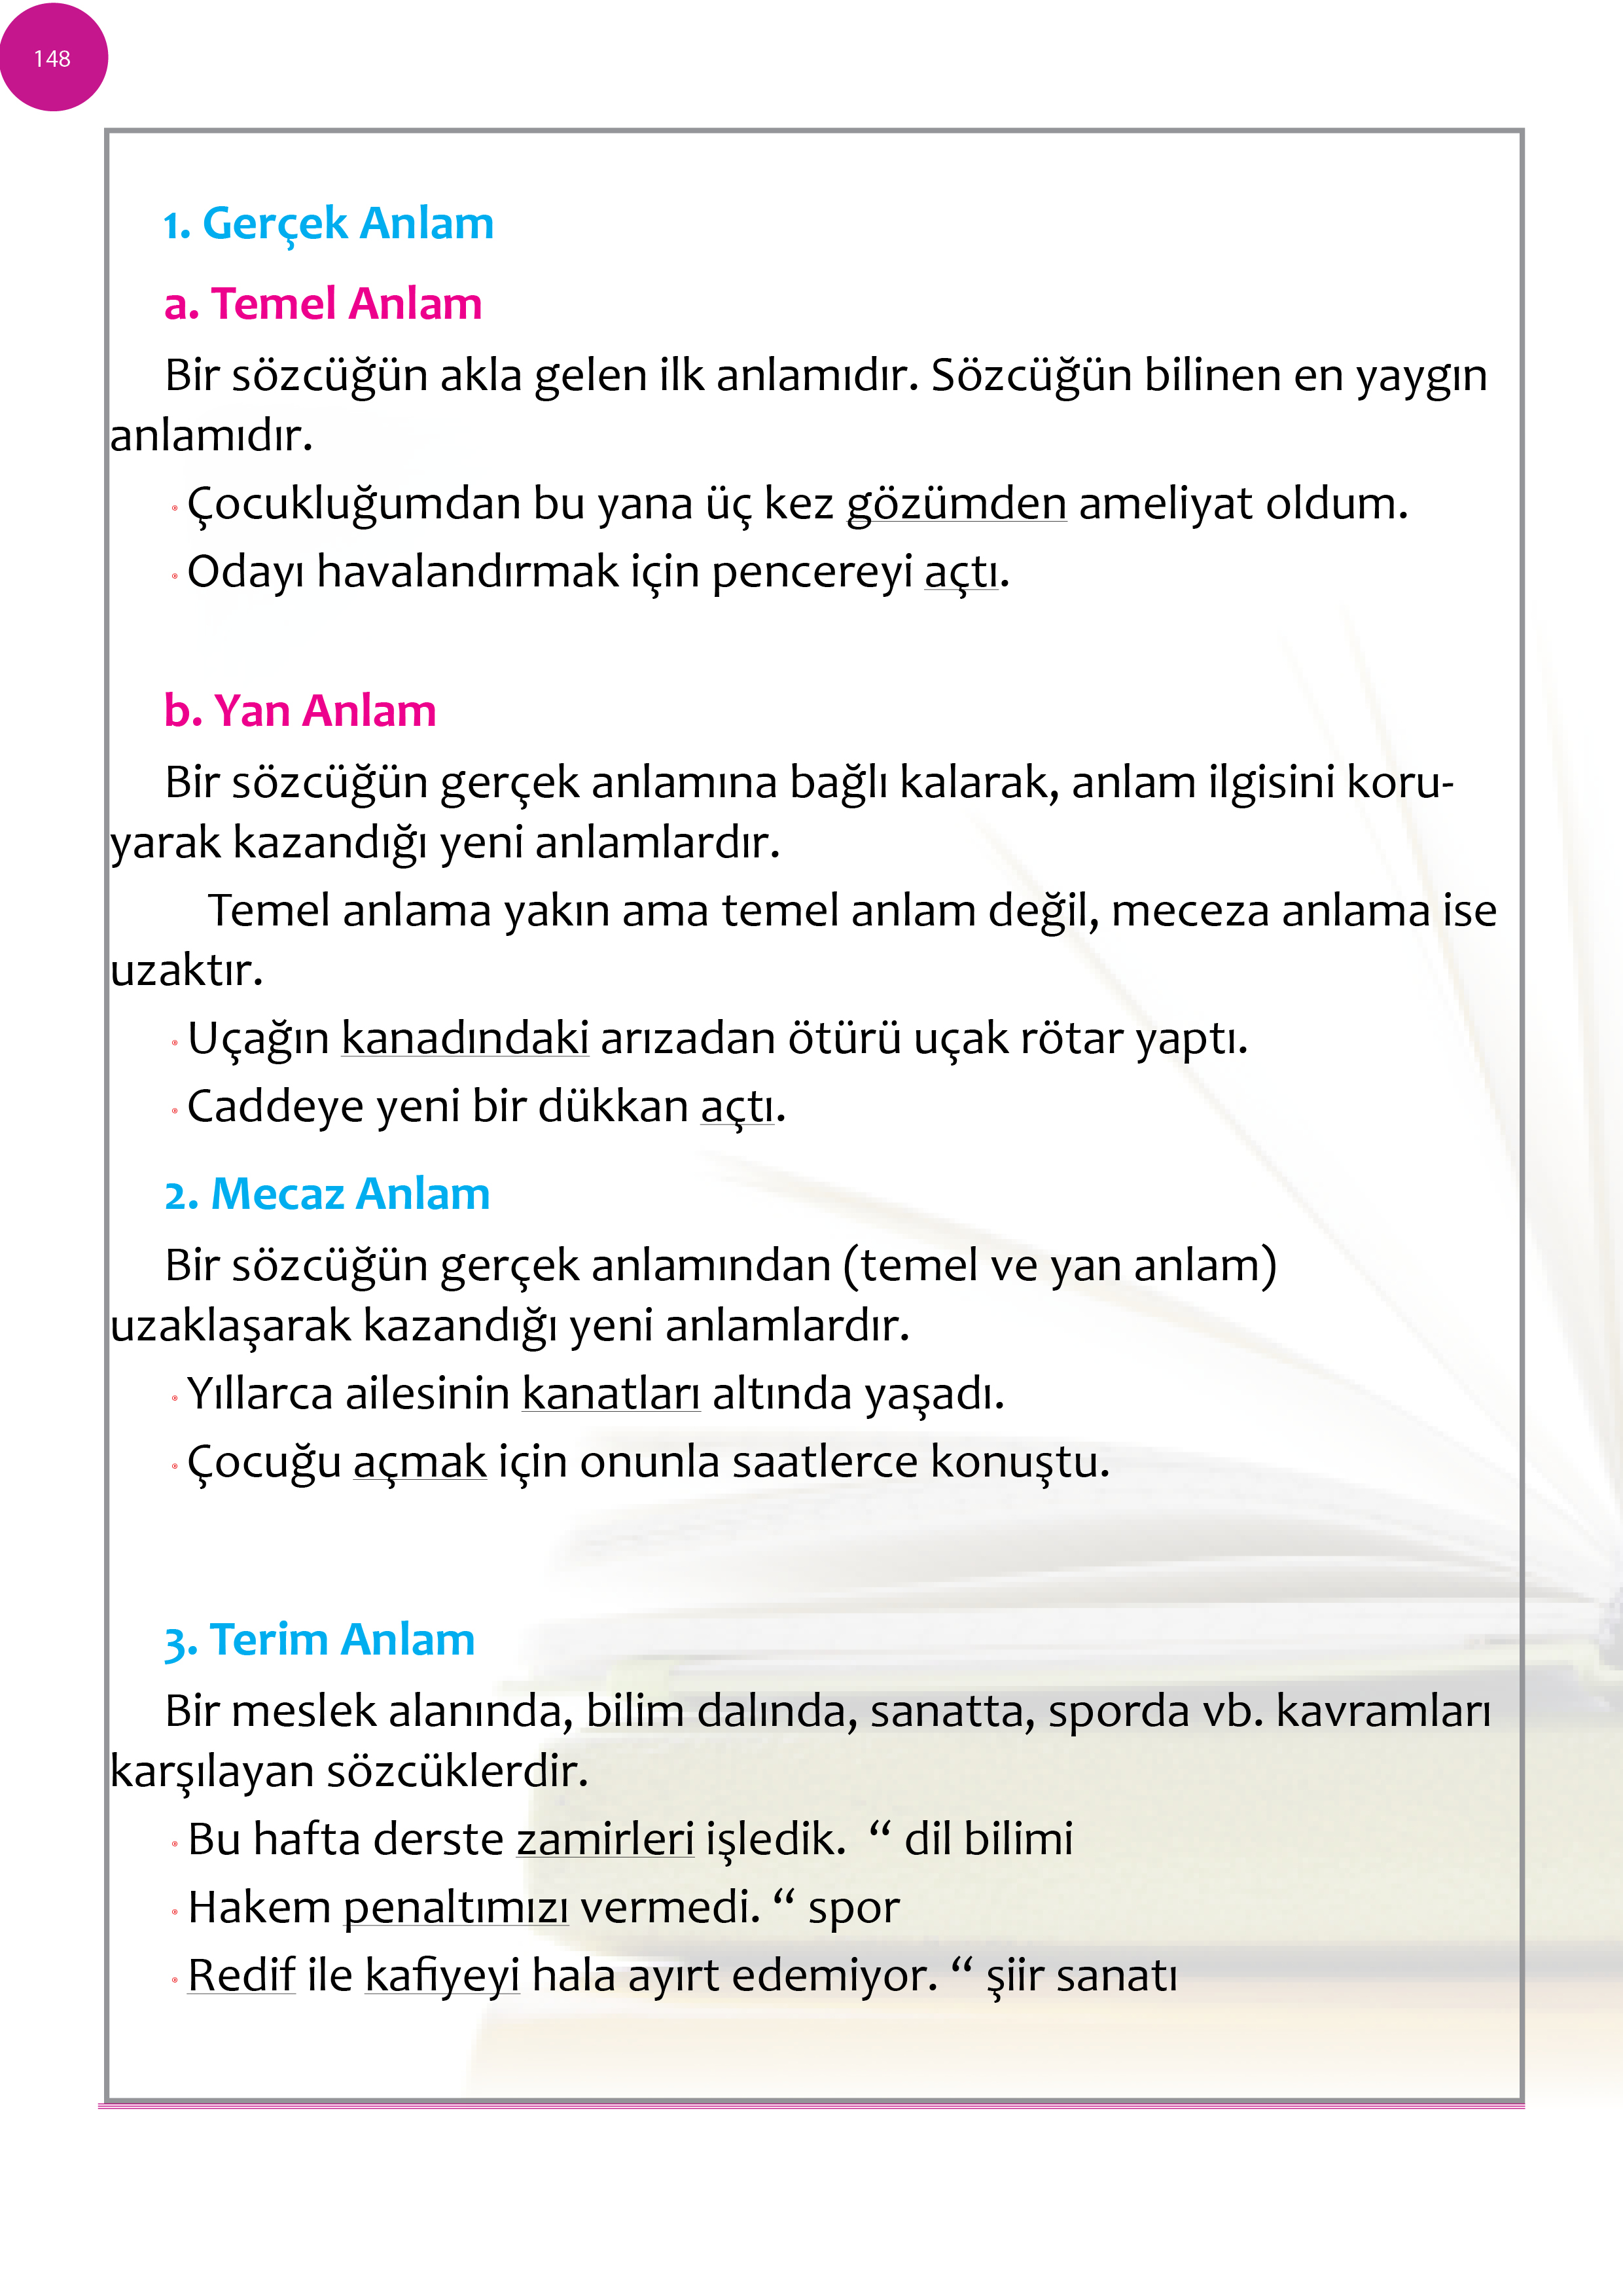 148
1. Gerçek Anlam
a. Temel Anlam
Bir sözcüğün akla gelen ilk anlamıdır. Sözcüğün bilinen en yaygın
anlamıdır.
Çocukluğumdan bu yana üç kez gözümden ameliyat oldum.
Odayı havalandırmak için pencereyi açtı.
b. Yan Anlam
Bir sözcüğün gerçek anlamına bağlı kalarak, anlam ilgisini koru-
yarak kazandığı yeni anlamlardır.
Temel anlama yakın ama temel anlam değil, meceza anlama ise
uzaktır.
Uçağın kanadındaki arızadan ötürü uçak rötar yaptı.
Caddeye yeni bir dükkan açtı.
2. Mecaz Anlam
Bir sözcüğün gerçek anlamından (temel ve yan anlam)
uzaklaşarak kazandığı yeni anlamlardır.
Yıllarca ailesinin kanatları altında yaşadı.
Çocuğu açmak için onunla saatlerce konuştu.
3. Terim Anlam
Bir meslek alanında, bilim dalında, sanatta, sporda vb. kavramları
karşılayan sözcüklerdir.
Bu hafta derste zamirleri işledik. “ dil bilimi
Hakem penaltımızı vermedi. “ spor
Redif ile kafiyeyi hala ayırt edemiyor. “ şiir sanatı